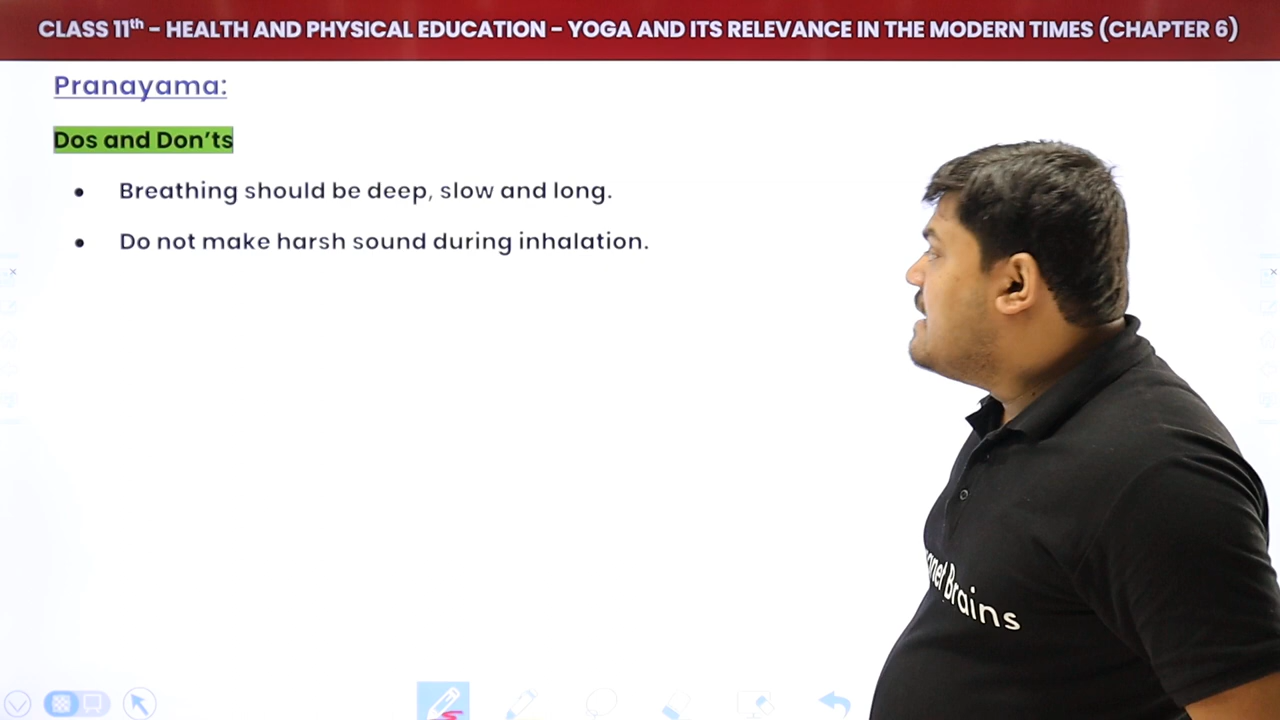 CLASS 11th - HEALTH AND PHYSICAL EDUCATION - YOGA AND ITS RELEVANCE IN THE MODERN TIMES (CHAPTER 6)
Pranayama:
Dos and Don'ts
• Breathing should be deep, slow and long.
• Do not make harsh sound during inhalation.
Brains